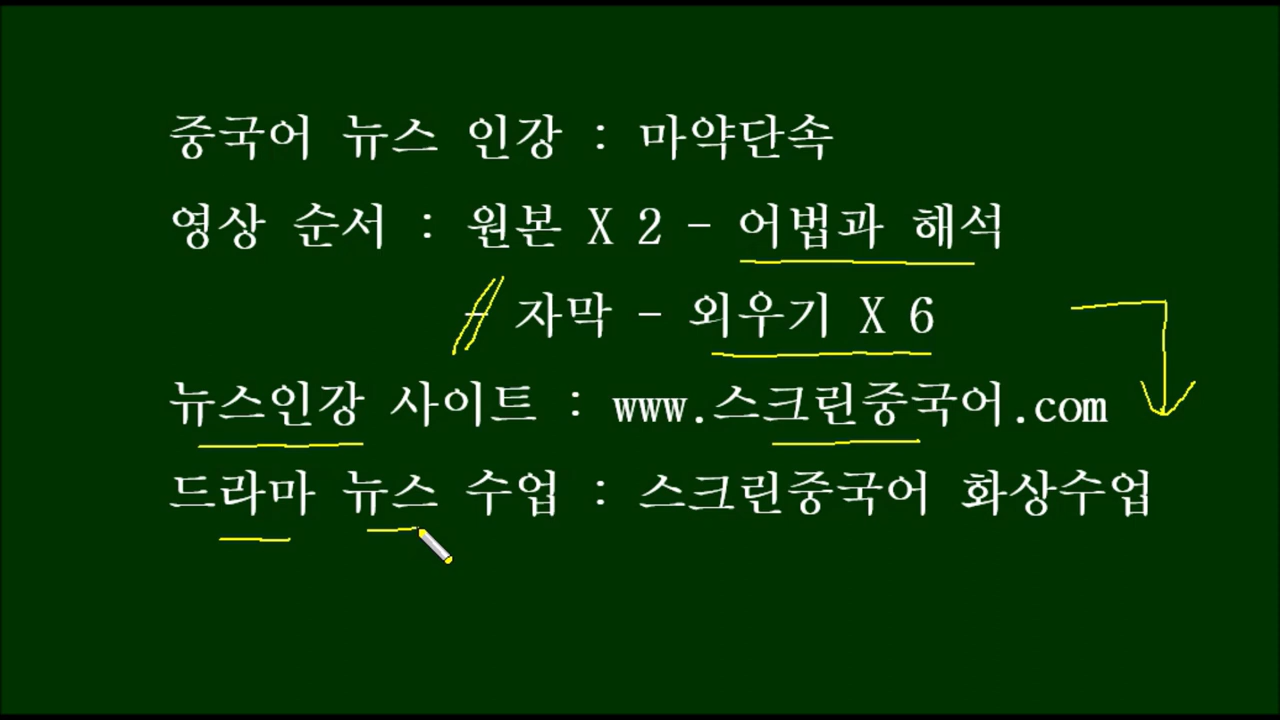 중국어 뉴스 인강 : 마약단속
영상 순서 : 원본 X 2 - 어법과 해석
- 자막 - 외우기 X 6
뉴스인강 사이트 : www.스크린중국어.com
드라마 뉴스 수업 : 스크린중국어 화상수업